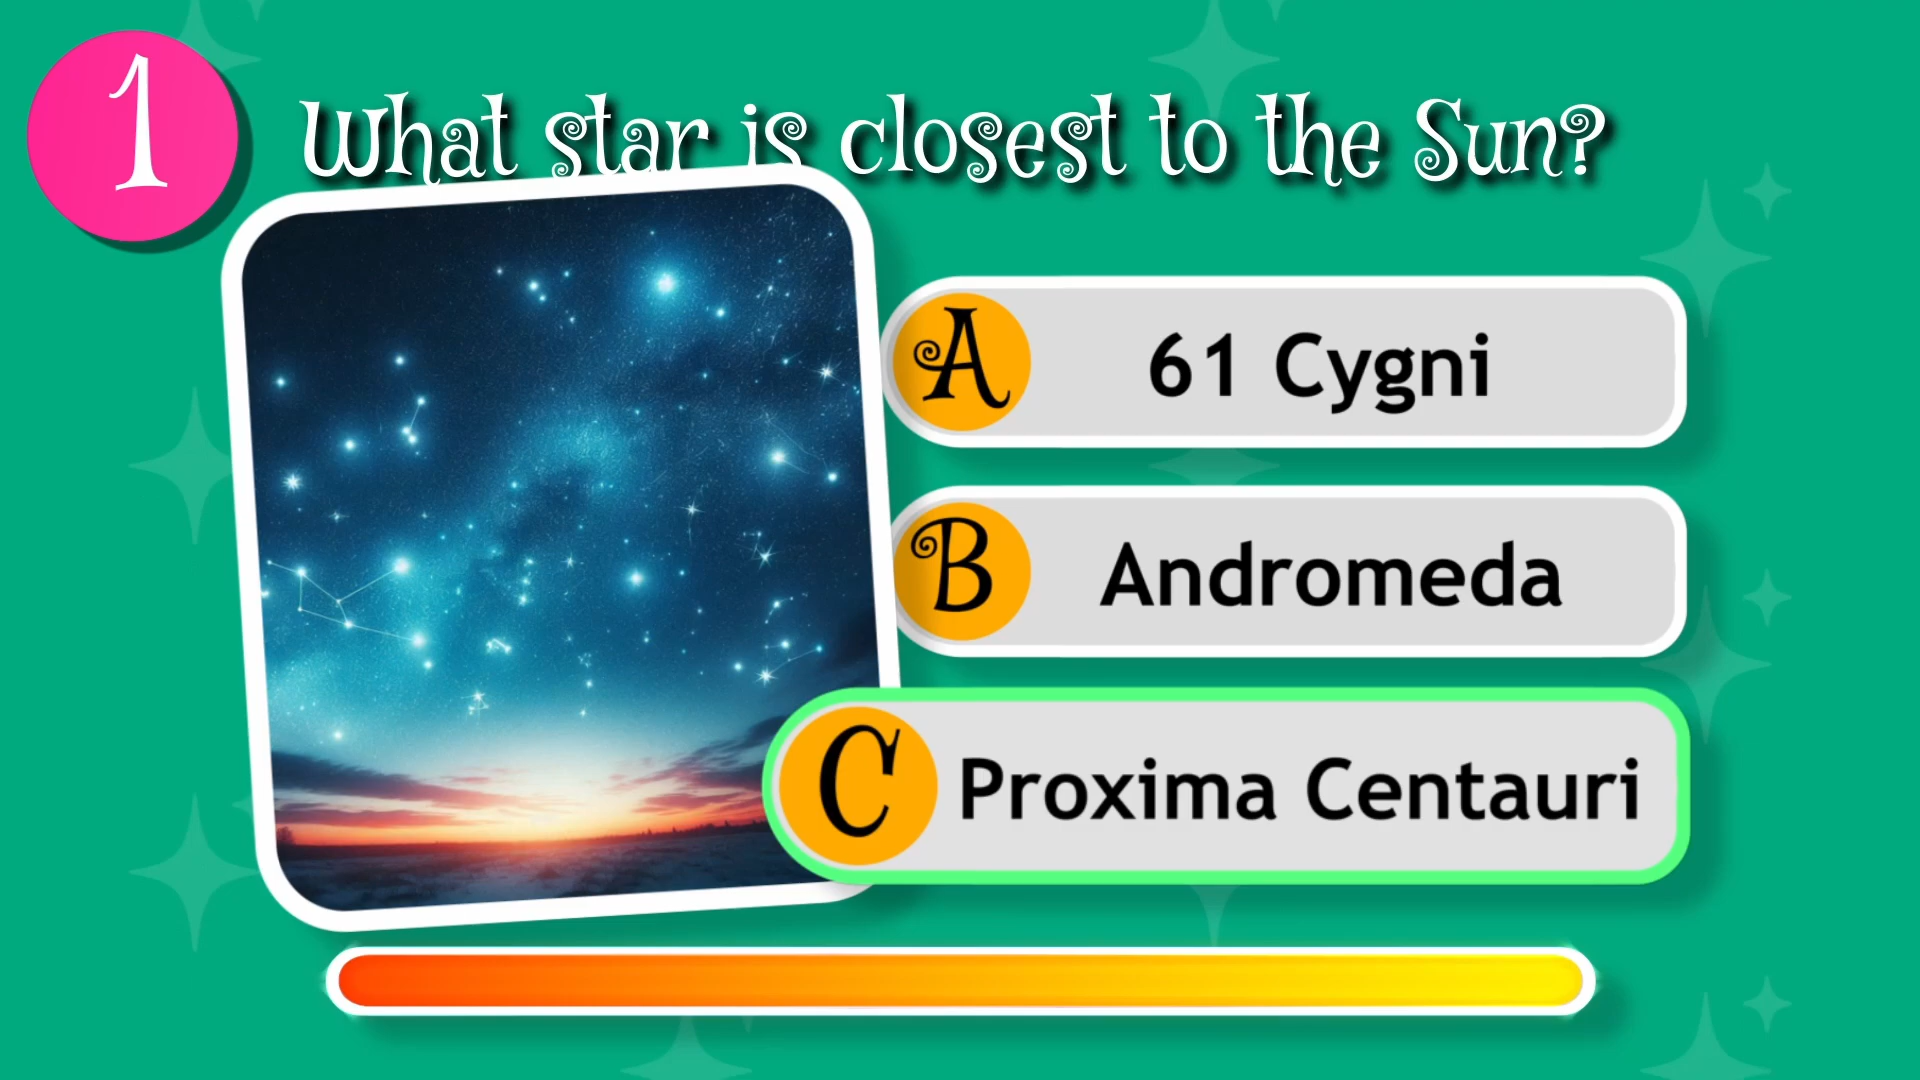 1
What star is closest to the Sun?
A 61 Cygni
B Andromeda
C Proxima Centauri